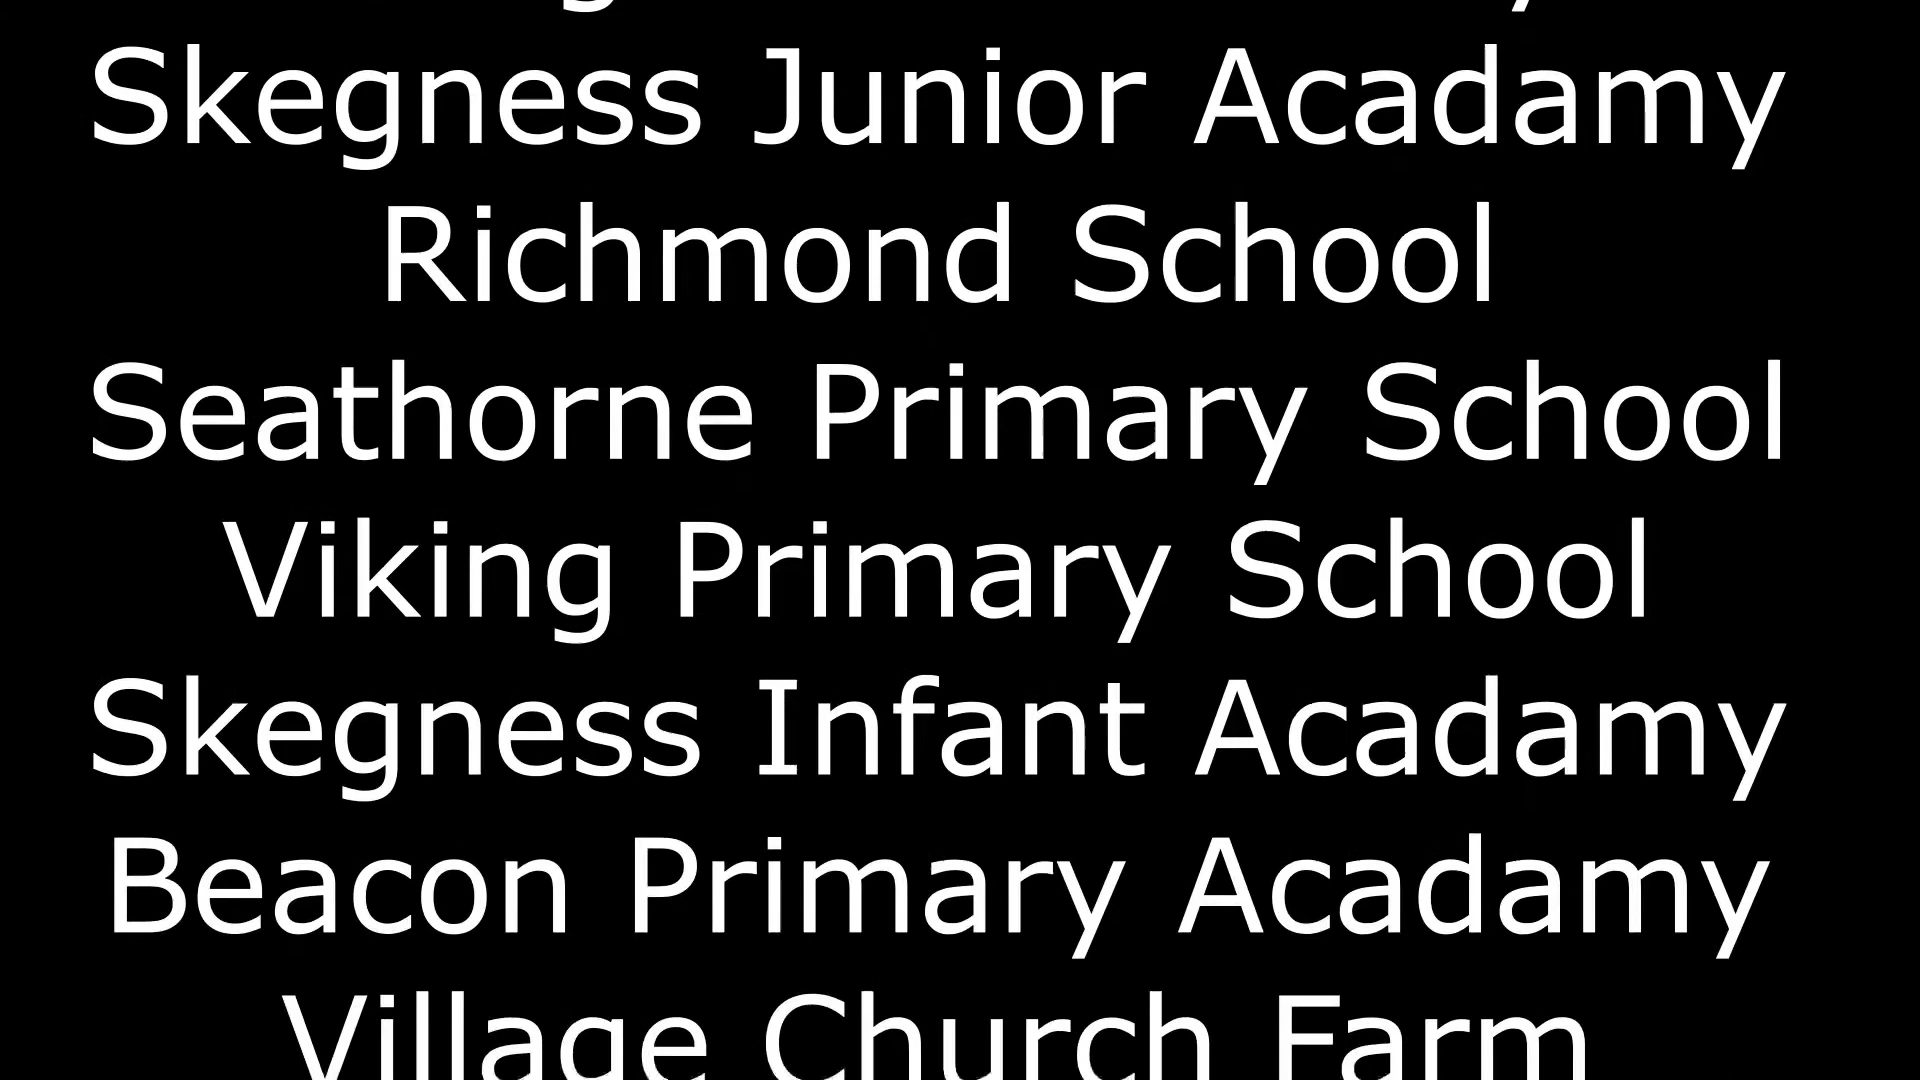 Skegness Junior Acadamy
Richmond School
Seathorne Primary School
Viking Primary School
Skegness Infant Acadamy
Beacon Primary Acadamy
Village Church Farm